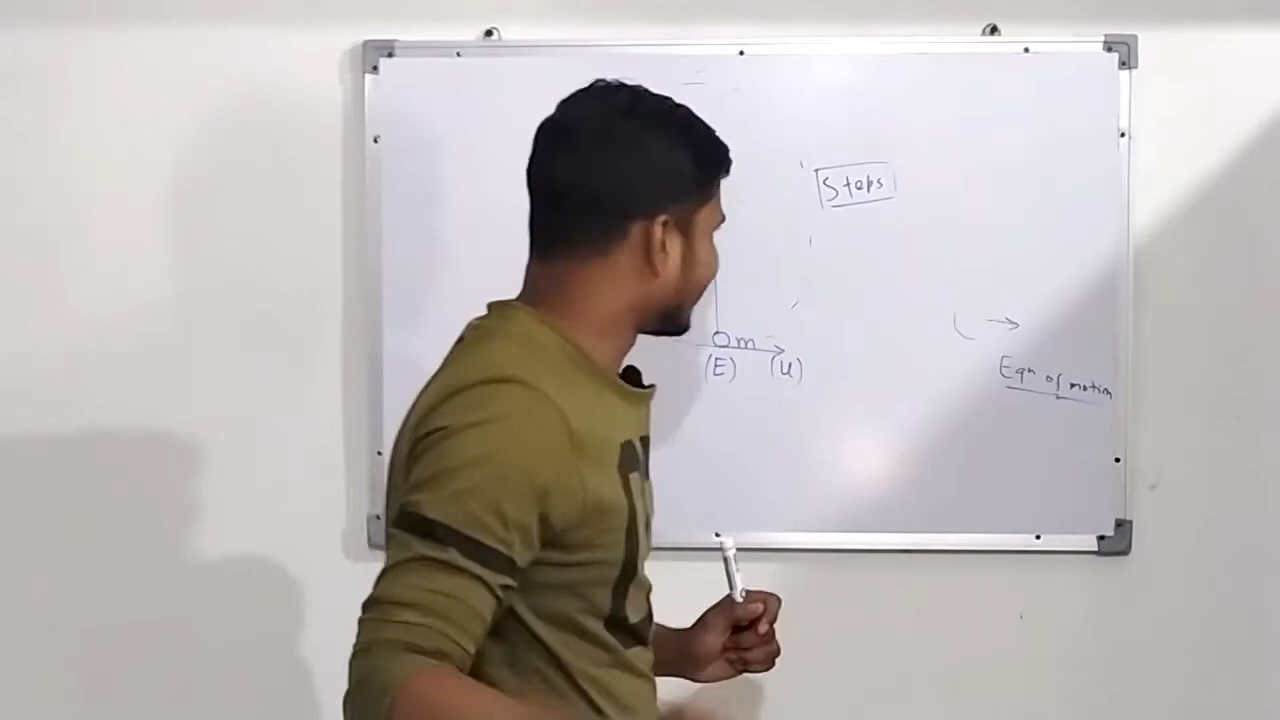 Steps
m
(E) (u)
Eqn of motion